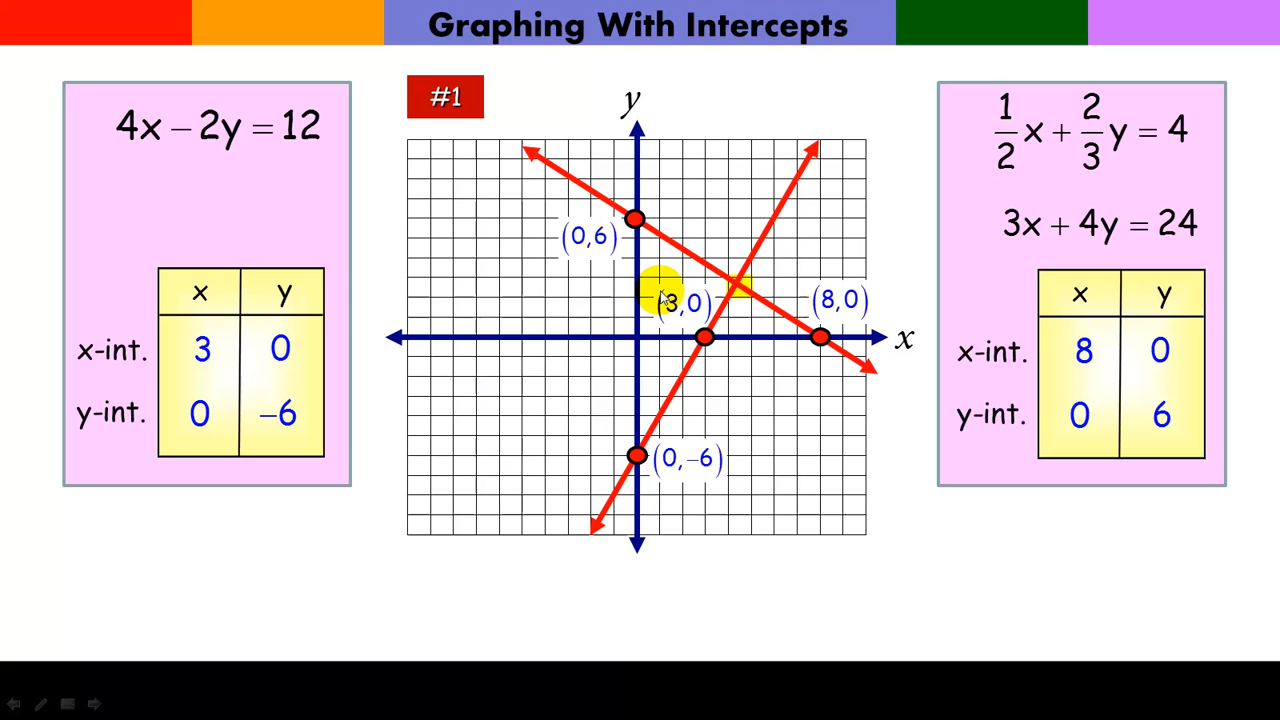 Graphing With Intercepts
4x – 2y = 12
x y
x-int. 3 0
y-int. 0 –6
#1
y
(0,6)
(3,0)
(8,0)
x
(0,–6)
1/2 x + 2/3 y = 4
3x + 4y = 24
x y
x-int. 8 0
y-int. 0 6